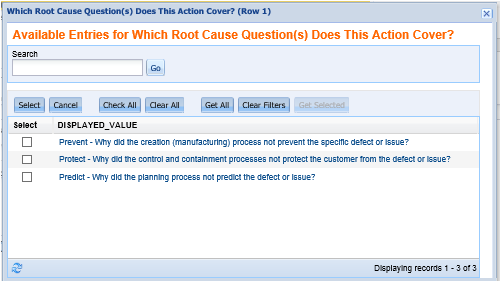 Which Root Cause Question(s) Does This Action Cover? (Row 1)
Available Entries for Which Root Cause Question(s) Does This Action Cover?
Search
Go
Select Cancel Check All Clear All Get All Clear Filters Get Selected
Select DISPLAYED_VALUE
Prevent - Why did the creation (manufacturing) process not prevent the specific defect or issue?
Protect - Why did the control and containment processes not protect the customer from the defect or issue?
Predict - Why did the planning process not predict the defect or issue?
Displaying records 1 - 3 of 3